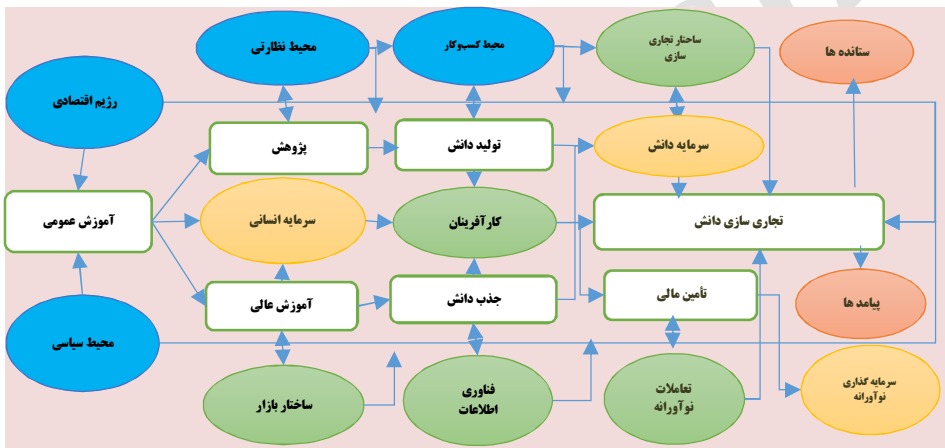 ستانده ها
ساختار تجاری
سازی
محیط کسب‌وکار
محیط نظارتی
رژیم اقتصادی
سرمایه دانش
تولید دانش
پژوهش
تجاری سازی دانش
کارآفرینان
سرمایه انسانی
آموزش عمومی
پیامد ها
تأمین مالی
جذب دانش
آموزش عالی
محیط سیاسی
سرمایه گذاری
نوآورانه
تعاملات
نوآورانه
فناوری
اطلاعات
ساختار بازار